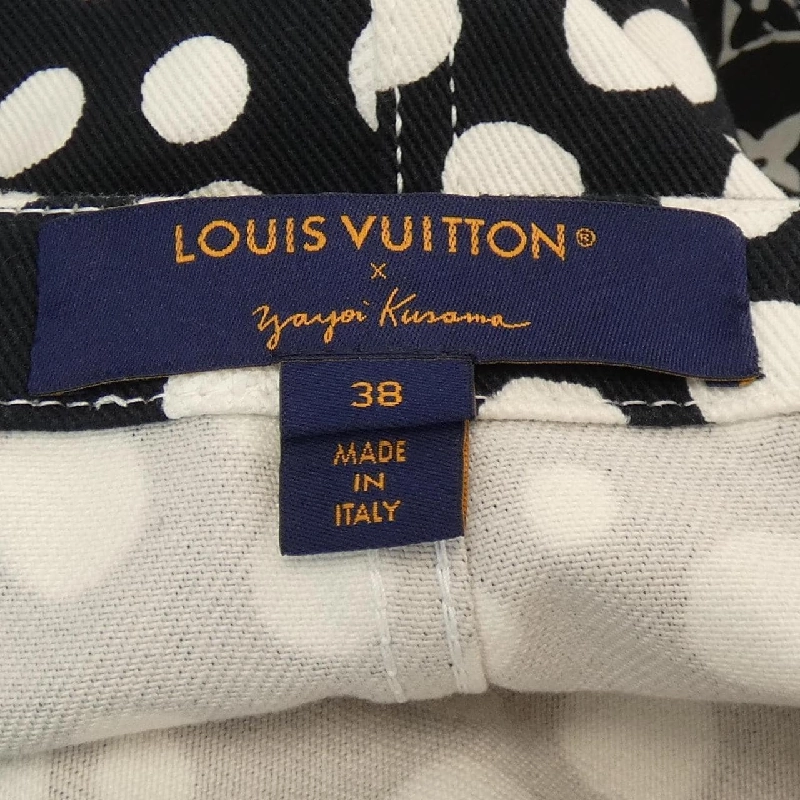 LOUIS VUITTON®
×
Yayoi Kusama
38
MADE
IN
ITALY